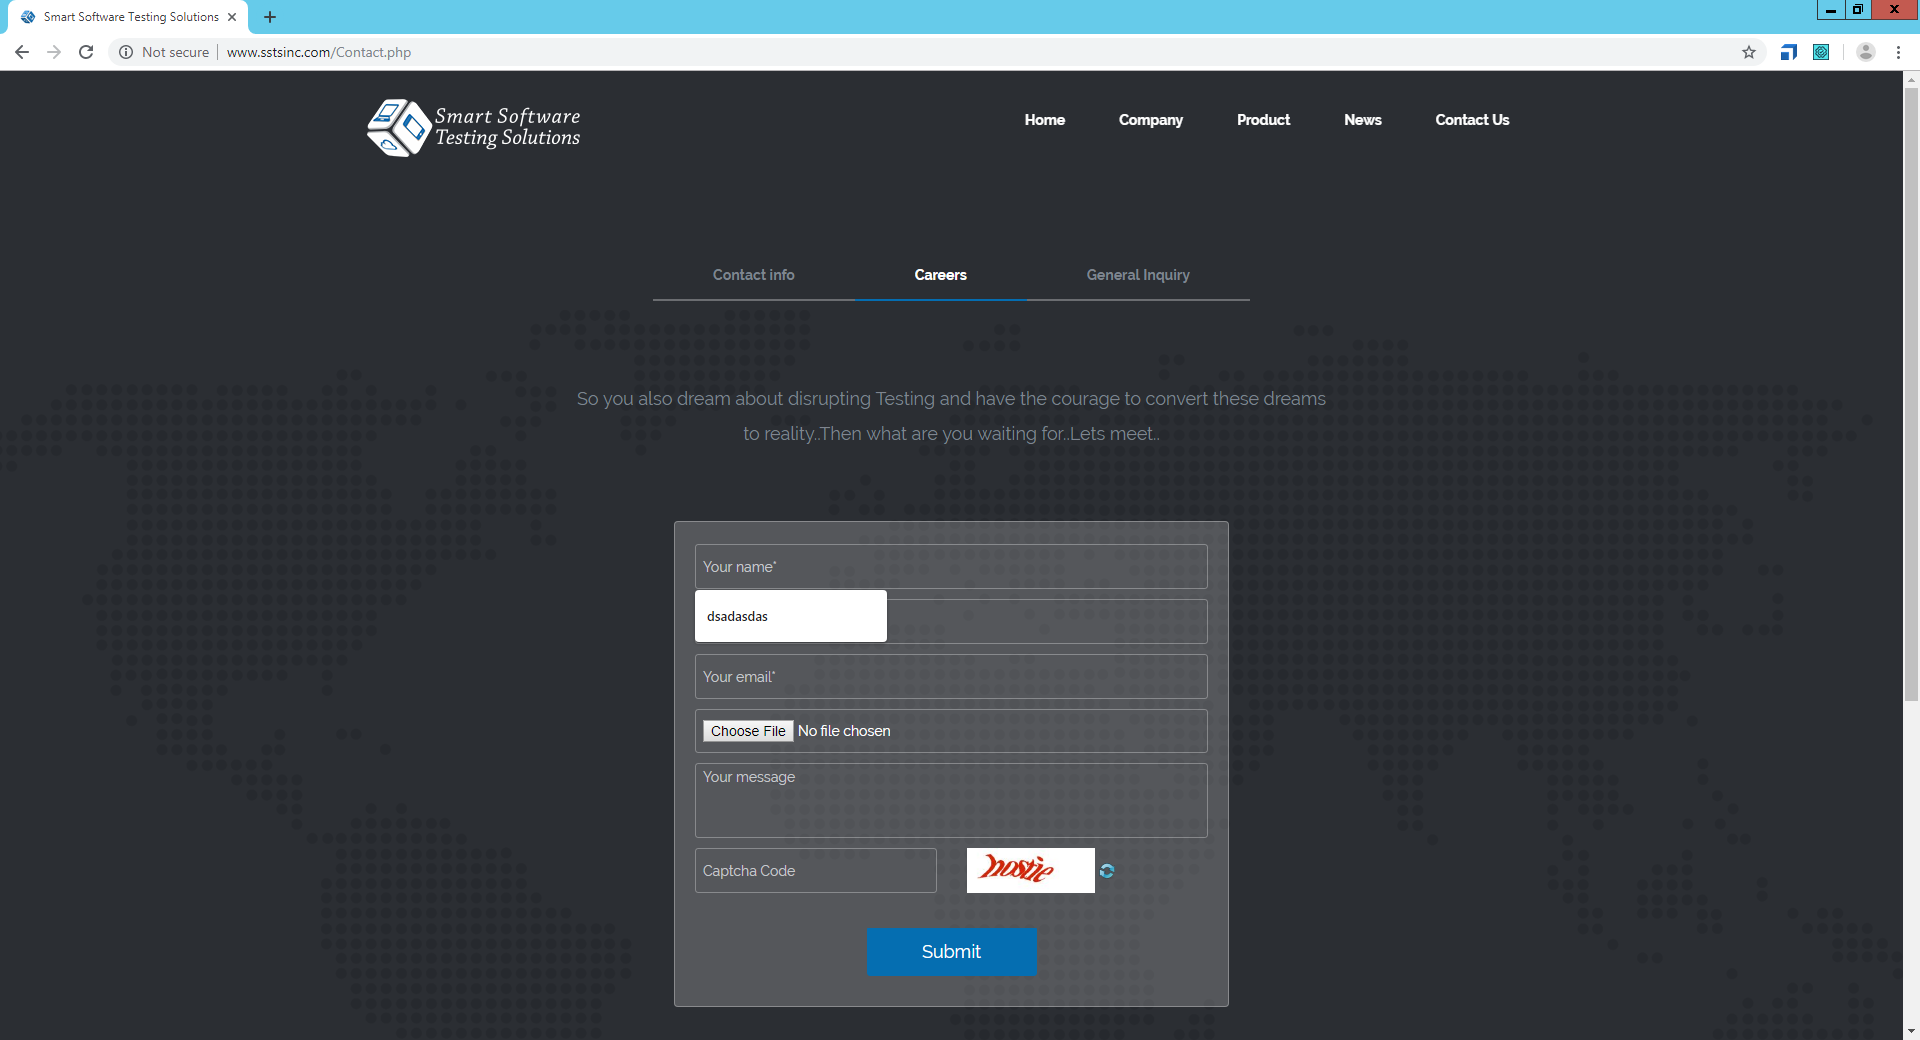 Smart Software Testing Solutions
Not secure
www.sstsinc.com/Contact.php
Smart Software
Testing Solutions
Home
Company
Product
News
Contact Us
Contact info
Careers
General Inquiry
So you also dream about disrupting Testing and have the courage to convert these dreams
to reality..Then what are you waiting for..Lets meet..
Your name*
dsadasdas
Your email*
Choose File No file chosen
Your message
Captcha Code
hostie
Submit